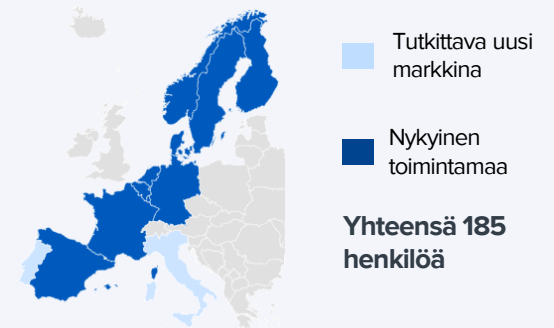 Tutkittava uusi
markkina
Nykyinen
toimintamaa
Yhteensä 185
henkilöä